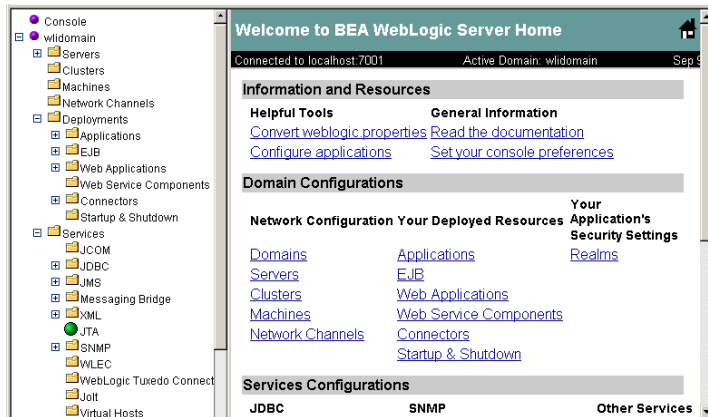 Console
wlidomain
Servers
Clusters
Machines
Network Channels
Deployments
Applications
EJB
Web Applications
Web Service Components
Connectors
Startup & Shutdown
Services
JCOM
JDBC
JMS
Messaging Bridge
XML
JTA
SNMP
WLEC
WebLogic Tuxedo Connect
Jolt
Virtual Hosts
Welcome to BEA WebLogic Server Home
Connected to localhost:7001 Active Domain: wlidomain Sep
Information and Resources
Helpful Tools General Information
Convert weblogic.properties Read the documentation
Configure applications Set your console preferences
Domain Configurations
Network Configuration Your Deployed Resources Your Application's Security Settings
Domains Applications Realms
Servers EJB
Clusters Web Applications
Machines Web Service Components
Network Channels Connectors
Startup & Shutdown
Services Configurations
JDBC SNMP Other Services